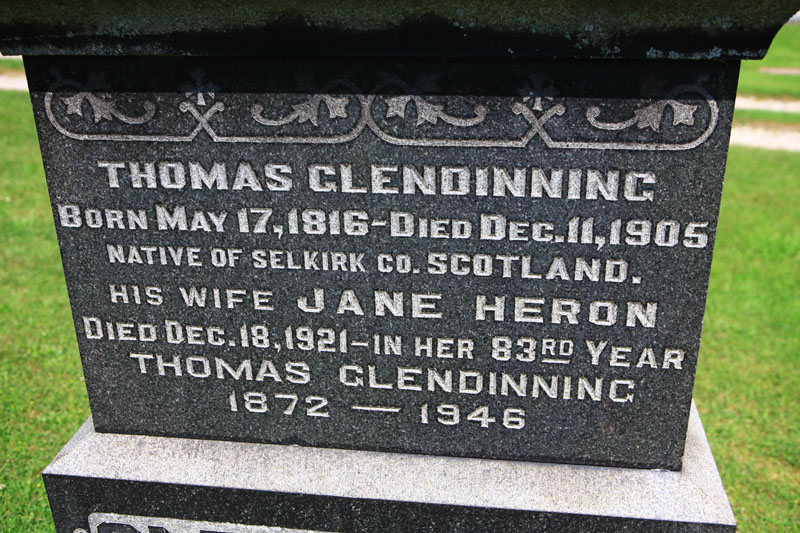 THOMAS GLENDINNING
BORN MAY 17, 1816-DIED DEC. 11, 1905
NATIVE OF SELKIRK CO. SCOTLAND.
HIS WIFE JANE HERON
DIED DEC. 18, 1921-IN HER 83RD YEAR
THOMAS GLENDINNING
1872 — 1946